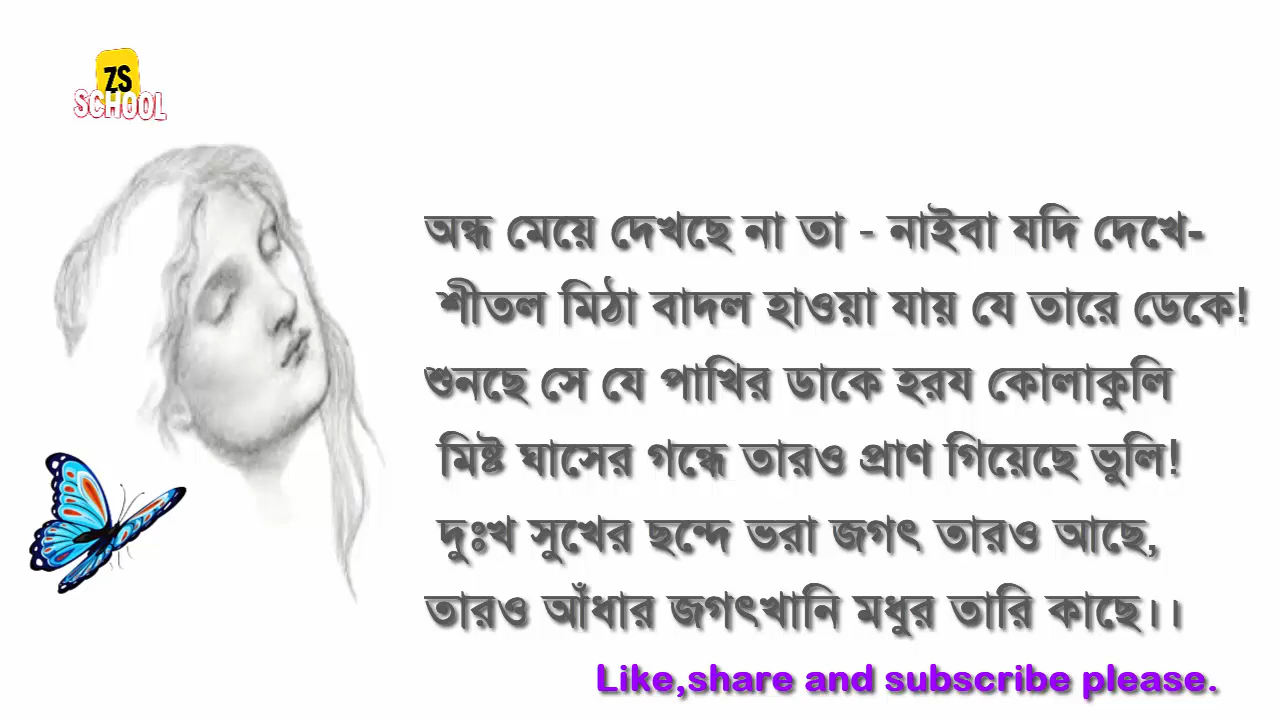 ZS
SCHOOL
অন্ধ মেয়ে দেখছে না তা - নাইবা যদি দেখে-
শীতল মিঠা বাদল হাওয়া যায় যে তারে ডেকে!
শুনছে সে যে পাখির ডাকে হরয কোলাকুলি
মিষ্ট ঘাসের গন্ধে তারও প্রাণ গিয়েছে ভুলি!
দুঃখ সুখের ছন্দে ভরা জগৎ তারও আছে,
তারও আঁধার জগৎখানি মধুর তারি কাছে।।
Like,share and subscribe please.